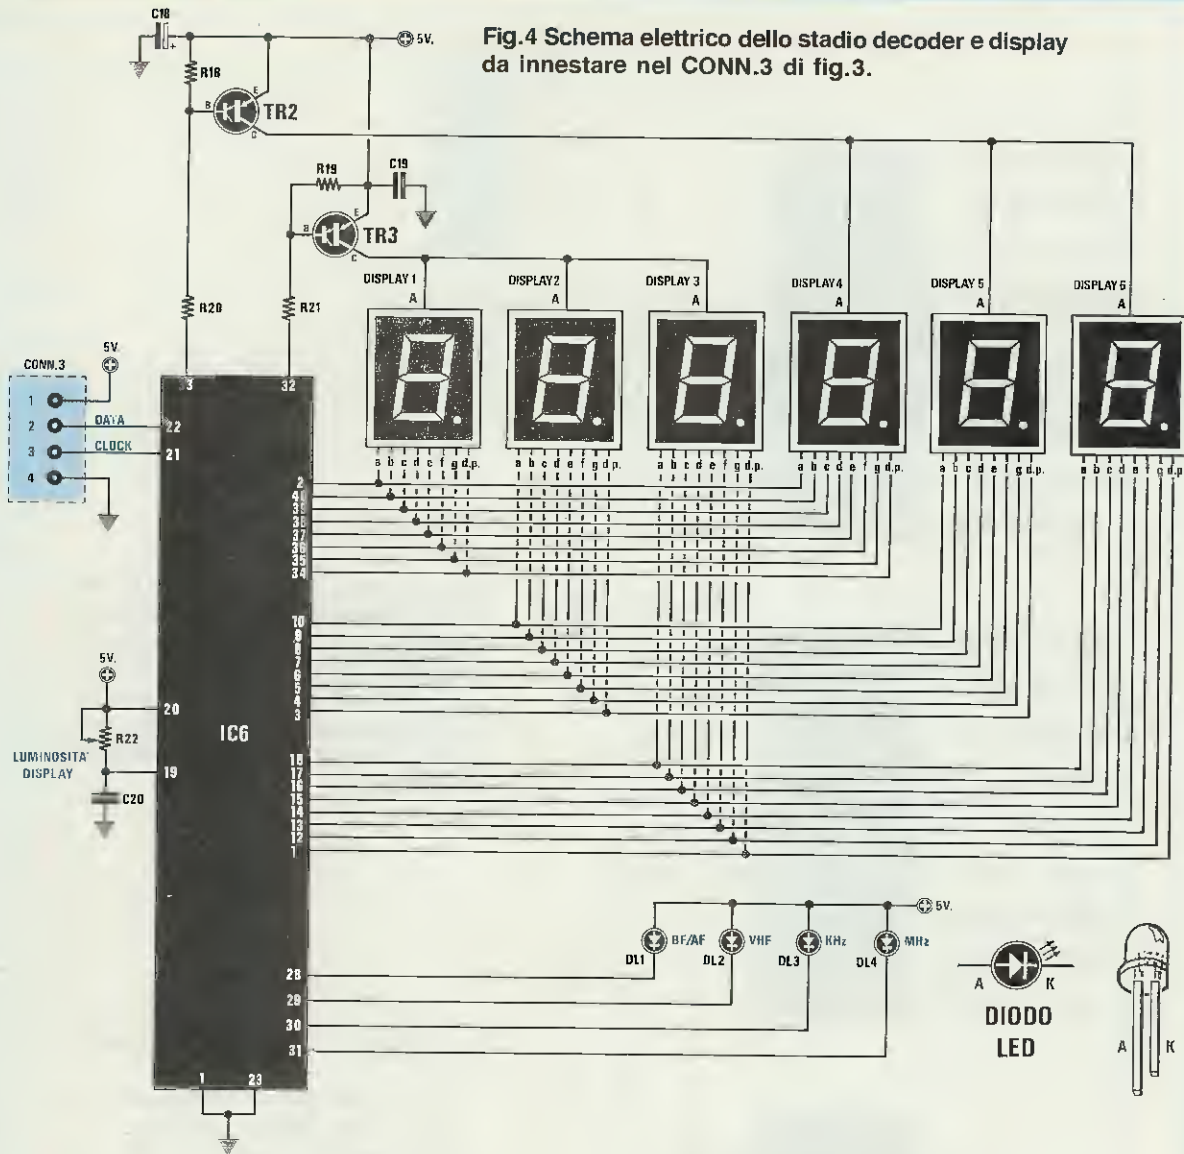 Fig.4 Schema elettrico dello stadio decoder e display
da innestare nel CONN.3 di fig.3.
C18
5V.
R18
E
B
TR2
C
R19
C19
E
B
TR3
C
R20
R21
DISPLAY 1
A
DISPLAY 2
A
DISPLAY 3
A
DISPLAY 4
A
DISPLAY 5
A
DISPLAY 6
A
CONN.3
5V.
1
2
DATA
3
CLOCK
4
33
32
22
21
a b c d e f g d.p.
a b c d e f g d p.
a b c d e f g d.p.
a b c d e f g d.p.
a b c d e f g d.p.
a b c d e f g d.p.
2
39
38
37
36
35
34
10
9
8
7
6
5
4
3
5V.
20
R22
IC6
LUMINOSITA'
DISPLAY
19
C20
18
17
16
15
14
13
12
5V.
BF/AF
VHF
KHz
MHz
DL1
DL2
DL3
DL4
28
29
30
31
A
K
DIODO
LED
A
K
1
23